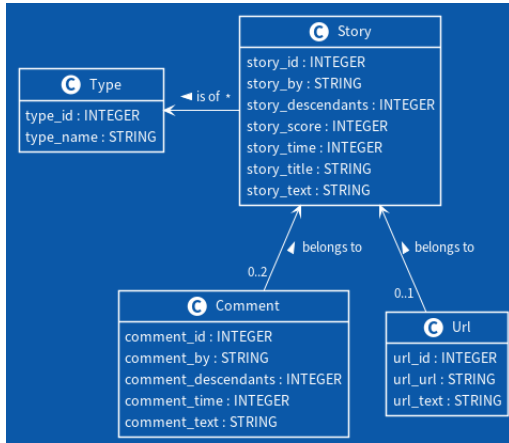 C Story
story_id : INTEGER
story_by : STRING
story_descendants : INTEGER
story_score : INTEGER
story_time : INTEGER
story_title : STRING
story_text : STRING
C Type
type_id : INTEGER
type_name : STRING
is of *
belongs to
belongs to
0..2
0..1
C Comment
comment_id : INTEGER
comment_by : STRING
comment_descendants : INTEGER
comment_time : INTEGER
comment_text : STRING
C Url
url_id : INTEGER
url_url : STRING
url_text : STRING